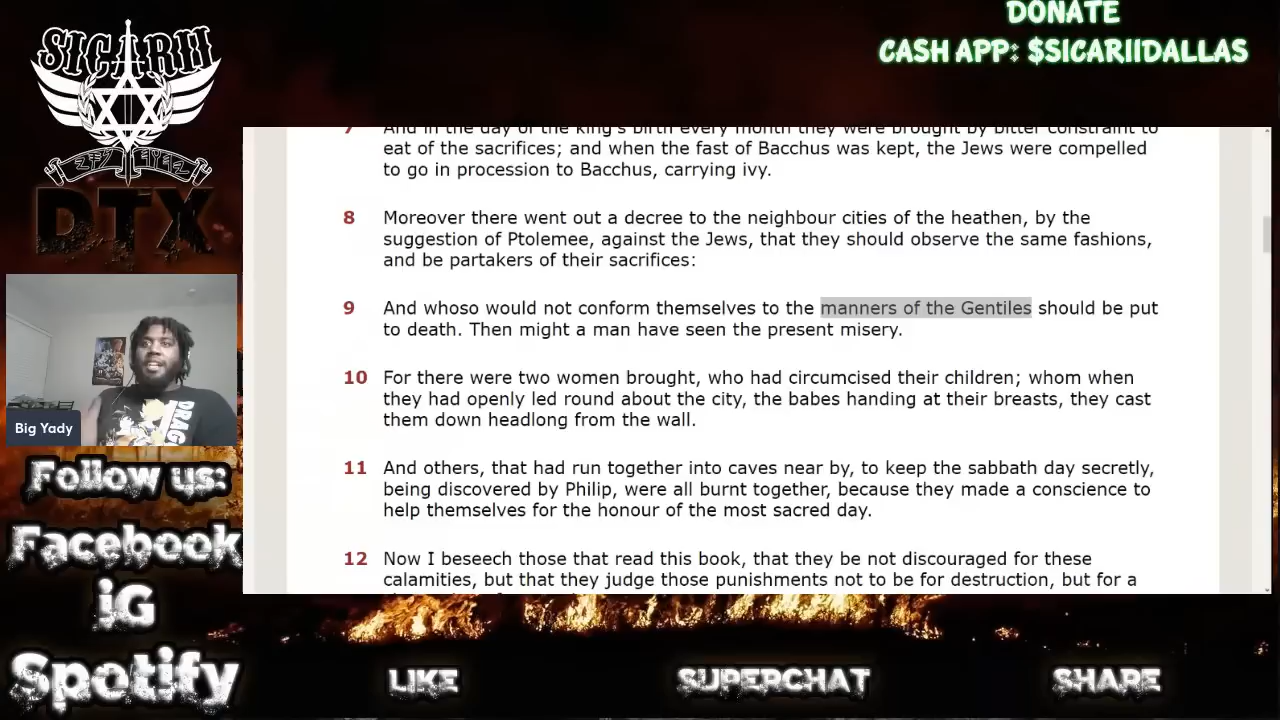 SICARII
DTX
Big Yady
Follow us:
Facebook
iG
Spotify
DONATE
CASH APP: $SICARIIDALLAS
7 And in the day of the king's birth every month they were brought by bitter constraint to
eat of the sacrifices; and when the fast of Bacchus was kept, the Jews were compelled
to go in procession to Bacchus, carrying ivy.
8 Moreover there went out a decree to the neighbour cities of the heathen, by the
suggestion of Ptolemee, against the Jews, that they should observe the same fashions,
and be partakers of their sacrifices:
9 And whoso would not conform themselves to the manners of the Gentiles should be put
to death. Then might a man have seen the present misery.
10 For there were two women brought, who had circumcised their children; whom when
they had openly led round about the city, the babes handing at their breasts, they cast
them down headlong from the wall.
11 And others, that had run together into caves near by, to keep the sabbath day secretly,
being discovered by Philip, were all burnt together, because they made a conscience to
help themselves for the honour of the most sacred day.
12 Now I beseech those that read this book, that they be not discouraged for these
calamities, but that they judge those punishments not to be for destruction, but for a
LIKE
SUPERCHAT
SHARE